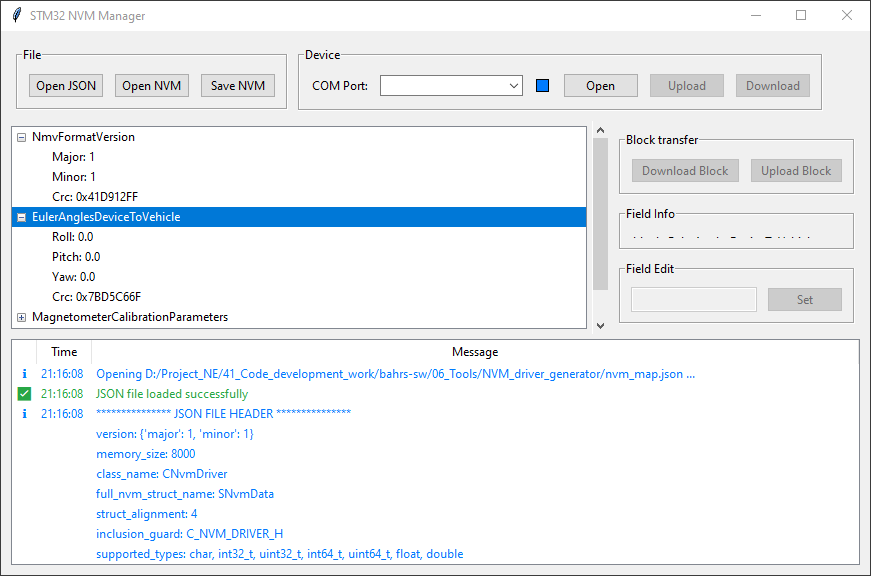 STM32 NVM Manager
File
Open JSON Open NVM Save NVM
Device
COM Port: Open Upload Download
NmvFormatVersion
Major: 1
Minor: 1
Crc: 0x41D912FF
EulerAnglesDeviceToVehicle
Roll: 0.0
Pitch: 0.0
Yaw: 0.0
Crc: 0x7BD5C66F
MagnetometerCalibrationParameters
Block transfer
Download Block Upload Block
Field Info
Field Edit
Set
Time Message
21:16:08 Opening D:/Project_NE/41_Code_development_work/bahrs-sw/06_Tools/NVM_driver_generator/nvm_map.json ...
21:16:08 JSON file loaded successfully
21:16:08 *************** JSON FILE HEADER ***************
version: {'major': 1, 'minor': 1}
memory_size: 8000
class_name: CNvmDriver
full_nvm_struct_name: SNvmData
struct_alignment: 4
inclusion_guard: C_NVM_DRIVER_H
supported_types: char, int32_t, uint32_t, int64_t, uint64_t, float, double